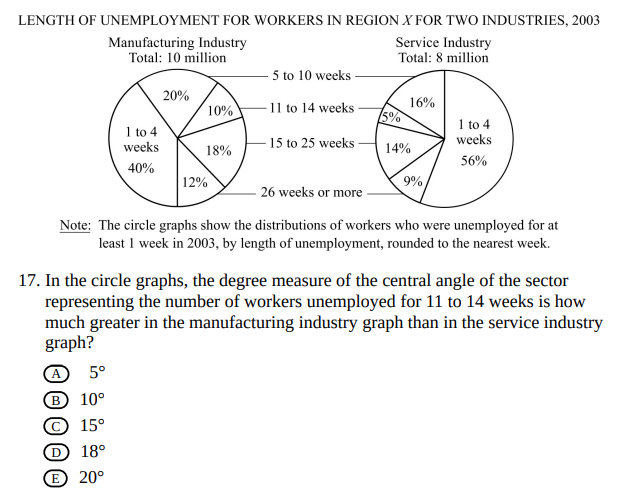 LENGTH OF UNEMPLOYMENT FOR WORKERS IN REGION X FOR TWO INDUSTRIES, 2003
Manufacturing Industry
Total: 10 million
Service Industry
Total: 8 million
20%
10%
18%
12%
1 to 4
weeks
40%
5 to 10 weeks
11 to 14 weeks
15 to 25 weeks
26 weeks or more
16%
5%
14%
9%
1 to 4
weeks
56%
Note: The circle graphs show the distributions of workers who were unemployed for at
least 1 week in 2003, by length of unemployment, rounded to the nearest week.
17. In the circle graphs, the degree measure of the central angle of the sector
representing the number of workers unemployed for 11 to 14 weeks is how
much greater in the manufacturing industry graph than in the service industry
graph?
A 5°
B 10°
C 15°
D 18°
E 20°